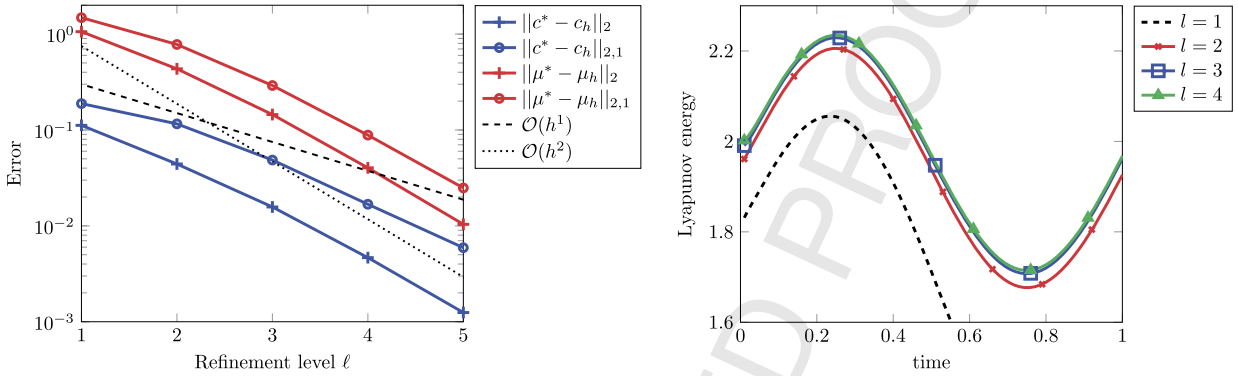 10^0
10^−1
10^−2
10^−3
1
2
3
4
5
Error
Refinement level ℓ
||c* − c_h||_2
||c* − c_h||_{2,1}
||μ* − μ_h||_2
||μ* − μ_h||_{2,1}
O(h^1)
O(h^2)
2.2
2
1.8
1.6
0
0.2
0.4
0.6
0.8
1
Lyapunov energy
time
l = 1
l = 2
l = 3
l = 4